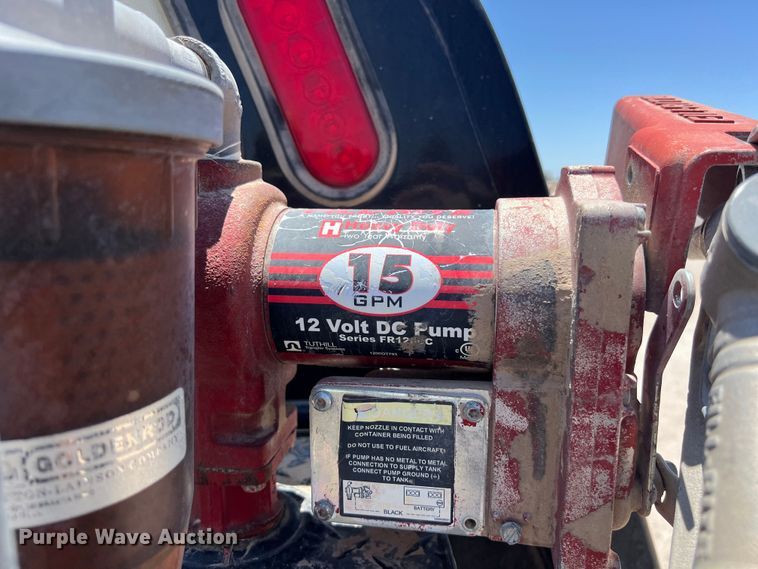 Two Year Warranty
15
GPM
12 Volt DC Pump
TUTHILL
KEEP NOZZLE IN CONTACT WITH
CONTAINER BEING FILLED
DO NOT USE TO FUEL AIRCRAFT
IF PUMP HAS NO METAL TO METAL
CONNECTION TO SUPPLY TANK
CONNECT PUMP GROUND (-)
TO TANK.
BLACK
BATTERY
GOLDENROD
Purple Wave Auction